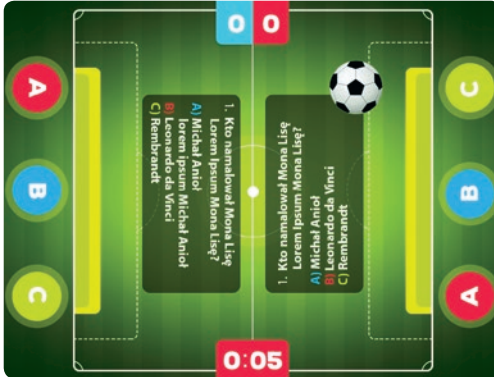 0 0
A
B
C
1. Kto namalował Mona Lisę
Lorem Ipsum Mona Lisę?
A) Michał Anioł
lorem ipsum Michał Anioł
B) Leonardo da Vinci
C) Rembrandt
1. Kto namalował Mona Lisę
Lorem Ipsum Mona Lisę?
A) Michał Anioł
B) Leonardo da Vinci
C) Rembrandt
C
B
A
0:05